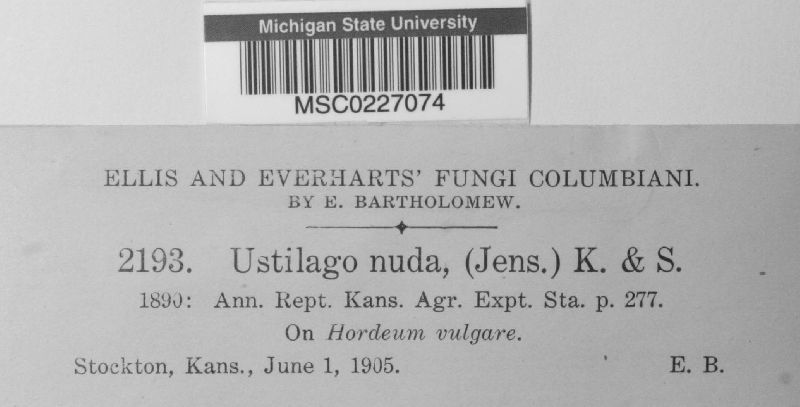 Michigan State University
MSC0227074
ELLIS AND EVERHARTS' FUNGI COLUMBIANI.
BY E. BARTHOLOMEW.
2193. Ustilago nuda, (Jens.) K. & S.
1890: Ann. Rept. Kans. Agr. Expt. Sta. p. 277.
On Hordeum vulgare.
Stockton, Kans., June 1, 1905. E. B.